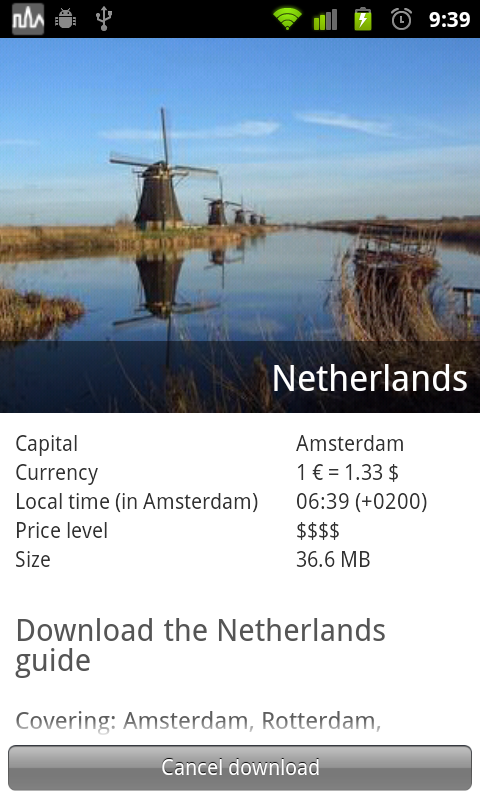 9:39
Netherlands
Capital Amsterdam
Currency 1 € = 1.33 $
Local time (in Amsterdam) 06:39 (+0200)
Price level $$$$
Size 36.6 MB
Download the Netherlands
guide
Covering: Amsterdam, Rotterdam,
Cancel download